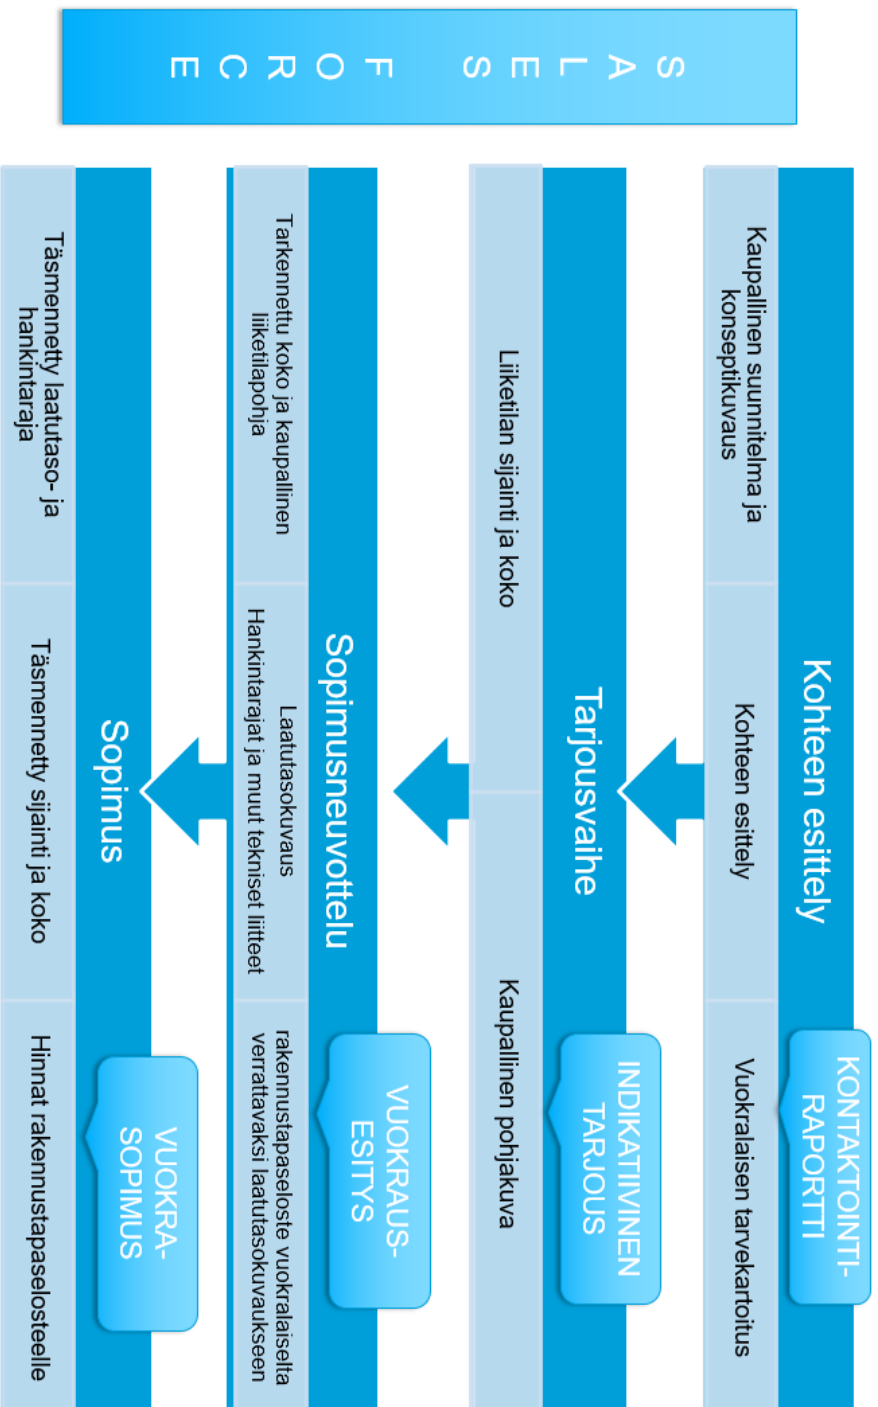 S
A
L
E
S
F
O
R
C
E
Kohteen esittely
KONTAKTOINTI-
RAPORTTI
Kaupallinen suunnitelma ja
konseptikuvaus
Kohteen esittely
Vuokralaisen tarvekartoitus
Tarjousvaihe
INDIKATIIVINEN
TARJOUS
Liiketilan sijainti ja koko
Kaupallinen pohjakuva
Sopimusneuvottelu
VUOKRAUS-
ESITYS
Tarkennettu koko ja kaupallinen
liiketilapohja
Laatutasokuvaus
Hankintarajat ja muut tekniset liitteet
rakennustapaseloste vuokralaiselta
verrattavaksi laatutasokuvaukseen
Sopimus
VUOKRA-
SOPIMUS
Täsmennetty laatutaso- ja
hankintaraja
Täsmennetty sijainti ja koko
Hinnat rakennustapaselosteelle